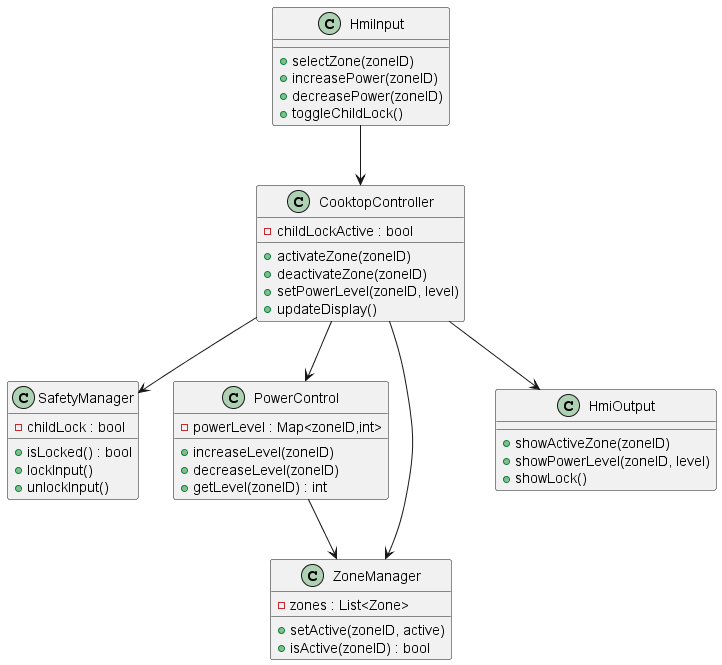 C HmiInput
selectZone(zoneID)
increasePower(zoneID)
decreasePower(zoneID)
toggleChildLock()
C CooktopController
childLockActive : bool
activateZone(zoneID)
deactivateZone(zoneID)
setPowerLevel(zoneID, level)
updateDisplay()
C SafetyManager
childLock : bool
isLocked() : bool
lockInput()
unlockInput()
C PowerControl
powerLevel : Map<zoneID,int>
increaseLevel(zoneID)
decreaseLevel(zoneID)
getLevel(zoneID) : int
C HmiOutput
showActiveZone(zoneID)
showPowerLevel(zoneID, level)
showLock()
C ZoneManager
zones : List<Zone>
setActive(zoneID, active)
isActive(zoneID) : bool